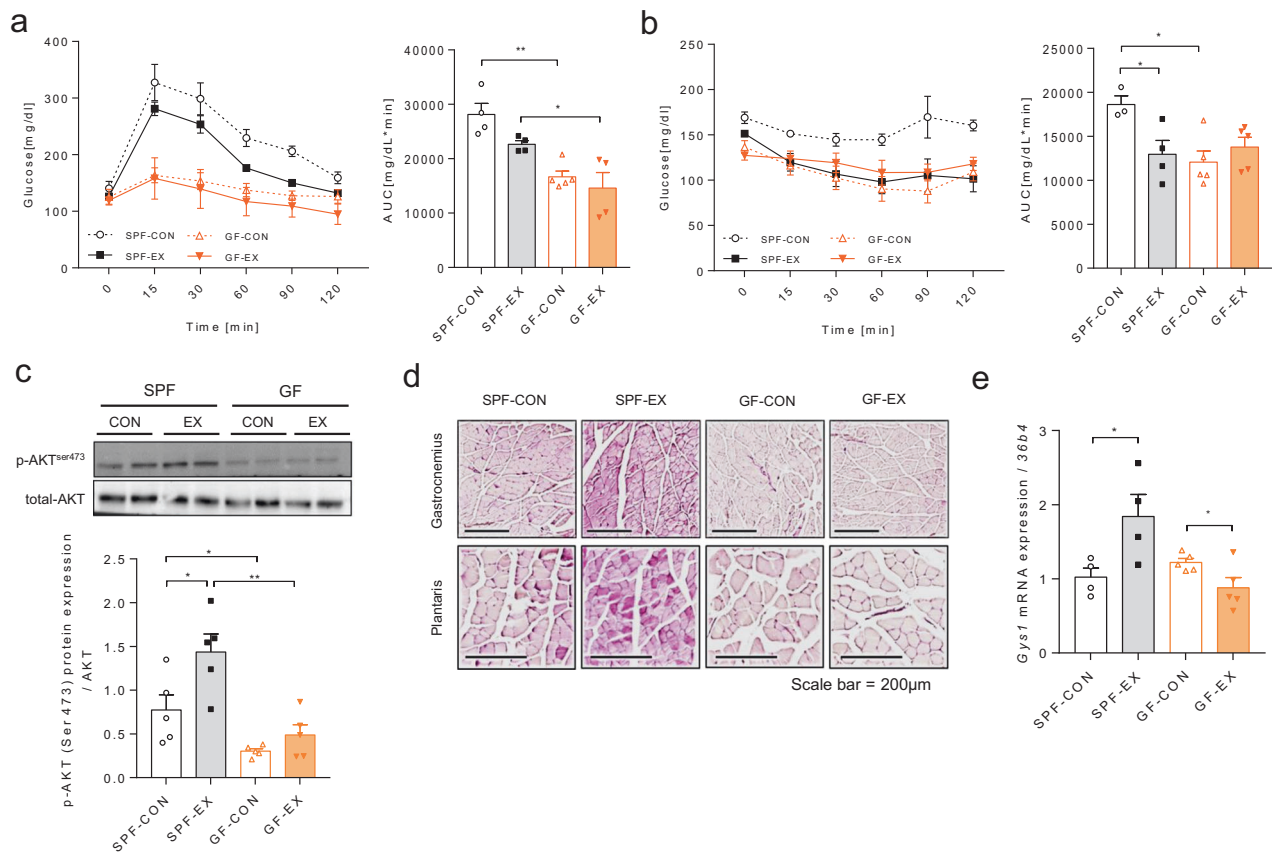 a
Glucose[mg/dl]
400
300
200
100
0
SPF-CON
GF-CON
SPF-EX
GF-EX
0
15
30
60
90
120
Time [min]
AUC[mg/dL*min]
40000
30000
20000
10000
0
**
*
SPF-CON
SPF-EX
GF-CON
GF-EX
b
Glucose[mg/dl]
250
200
150
100
50
0
SPF-CON
GF-CON
SPF-EX
GF-EX
0
15
30
60
90
120
Time [min]
AUC[mg/dL*min]
25000
20000
15000
10000
5000
0
*
*
SPF-CON
SPF-EX
GF-CON
GF-EX
c
SPF
GF
CON
EX
CON
EX
p-AKTser473
total-AKT
p-AKT (Ser 473) protein expression
/ AKT
2.5
2.0
1.5
1.0
0.5
0.0
*
*
**
SPF-CON
SPF-EX
GF-CON
GF-EX
d
SPF-CON
SPF-EX
GF-CON
GF-EX
Gastrocnemius
Plantaris
Scale bar = 200μm
e
Gys1 mRNA expression / 36b4
3
2
1
0
*
*
SPF-CON
SPF-EX
GF-CON
GF-EX